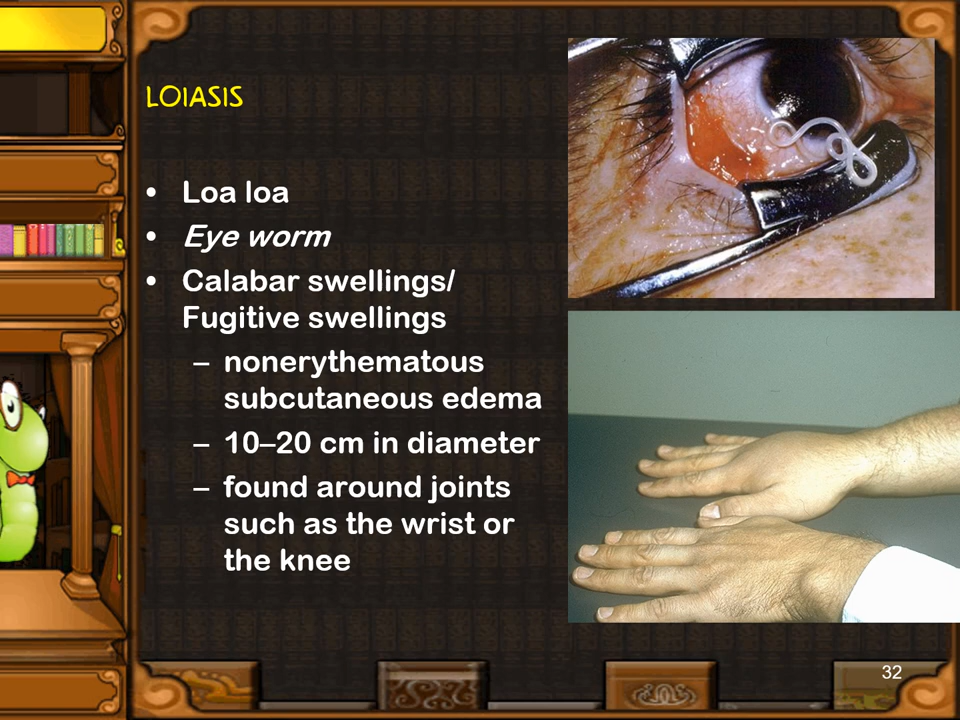 LOIASIS
• Loa loa
• Eye worm
• Calabar swellings/
Fugitive swellings
– nonerythematous
subcutaneous edema
– 10–20 cm in diameter
– found around joints
such as the wrist or
the knee
32